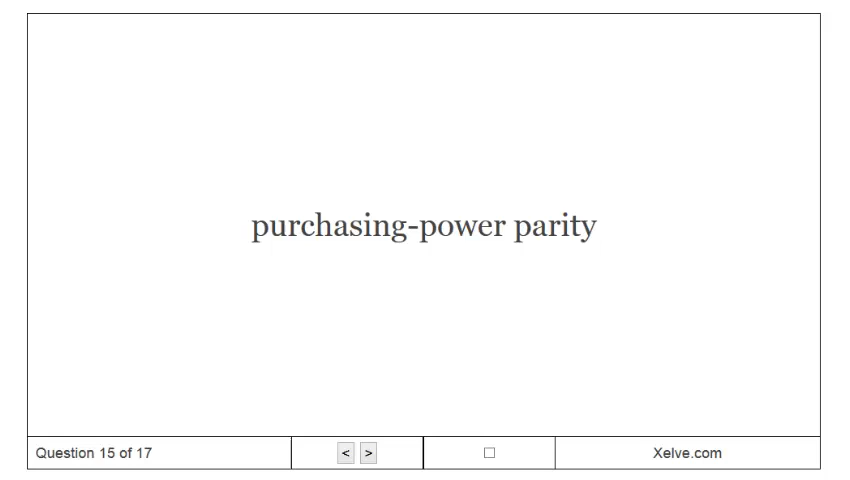 purchasing-power parity
Question 15 of 17
< >
Xelve.com